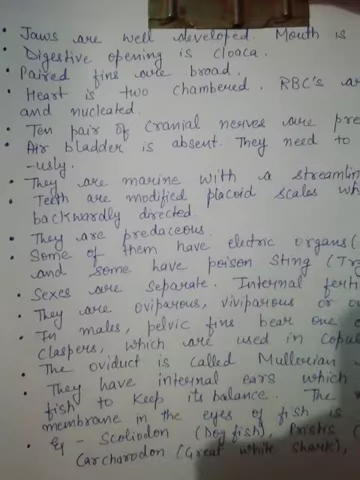 • Jaws are well developed. Mouth is
• Digestive opening is cloaca.
• Paired fins are broad.
• Heart is two chambered. RBC's ar
and nucleated.
• Ten pair of cranial nerves are pre
• Air bladder is absent. They need to
-usly.
• They are marine with a streamlin
• Teeth are modified placoid scales wh
backwardly directed.
• They are predaceous.
• Some of them have electric organs (
and some have poison sting (Tr
• Sexes are separate. Internal ferti
• They are oviparous, viviparous or ov
• In males, pelvic fins bear one
claspers, which are used in copul
• The oviduct is called Mullerian
• They have internal ears which
fish to keep its balance. The
membrane in the eyes of fish is
• Eg - Scoliodon (Dog fish), Pristis (
Carcharodon (Great white shark),